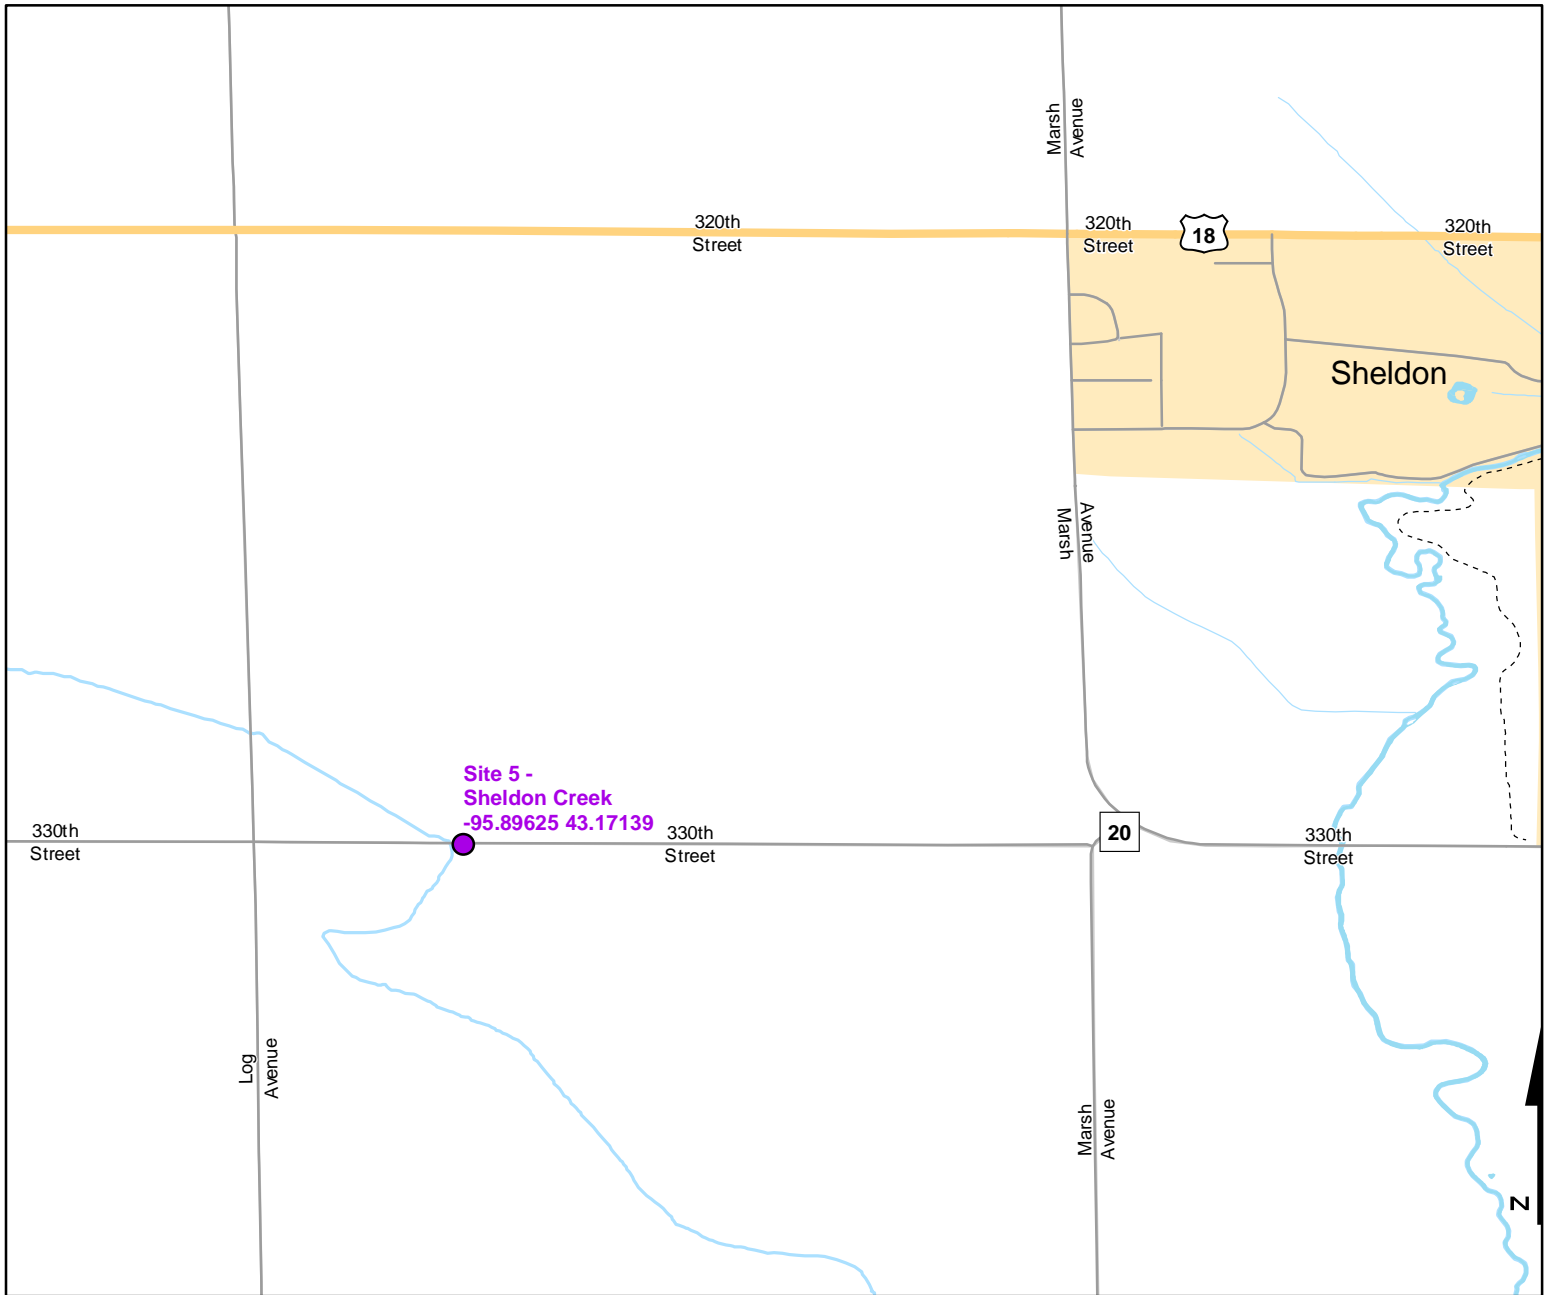 Marsh
Avenue
320th
Street
320th
Street
18
320th
Street
Sheldon
Marsh
Avenue
Site 5 -
Sheldon Creek
-95.89625 43.17139
330th
Street
330th
Street
20
330th
Street
Log
Avenue
Marsh
Avenue
N